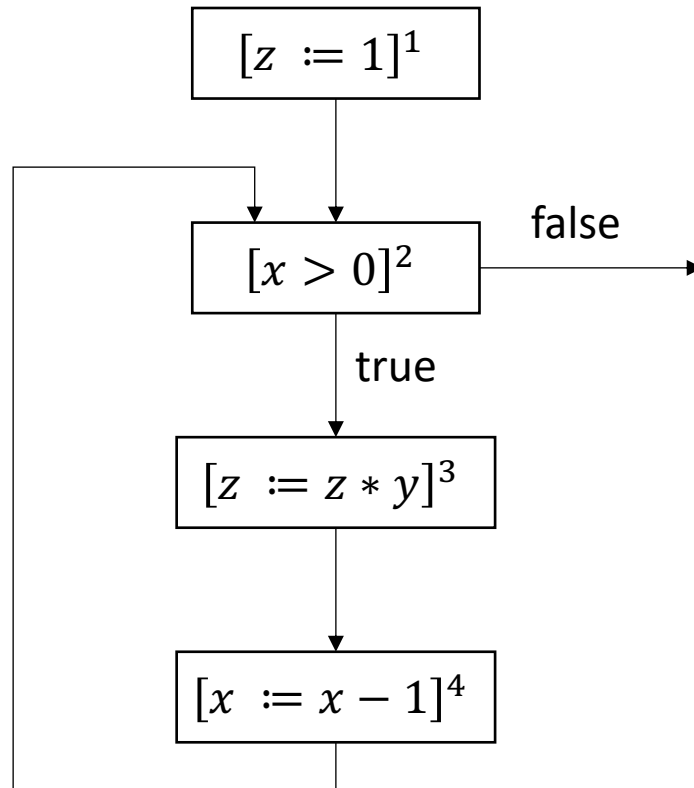 [z := 1]¹
[x > 0]²
false
true
[z := z ∗ y]³
[x := x − 1]⁴